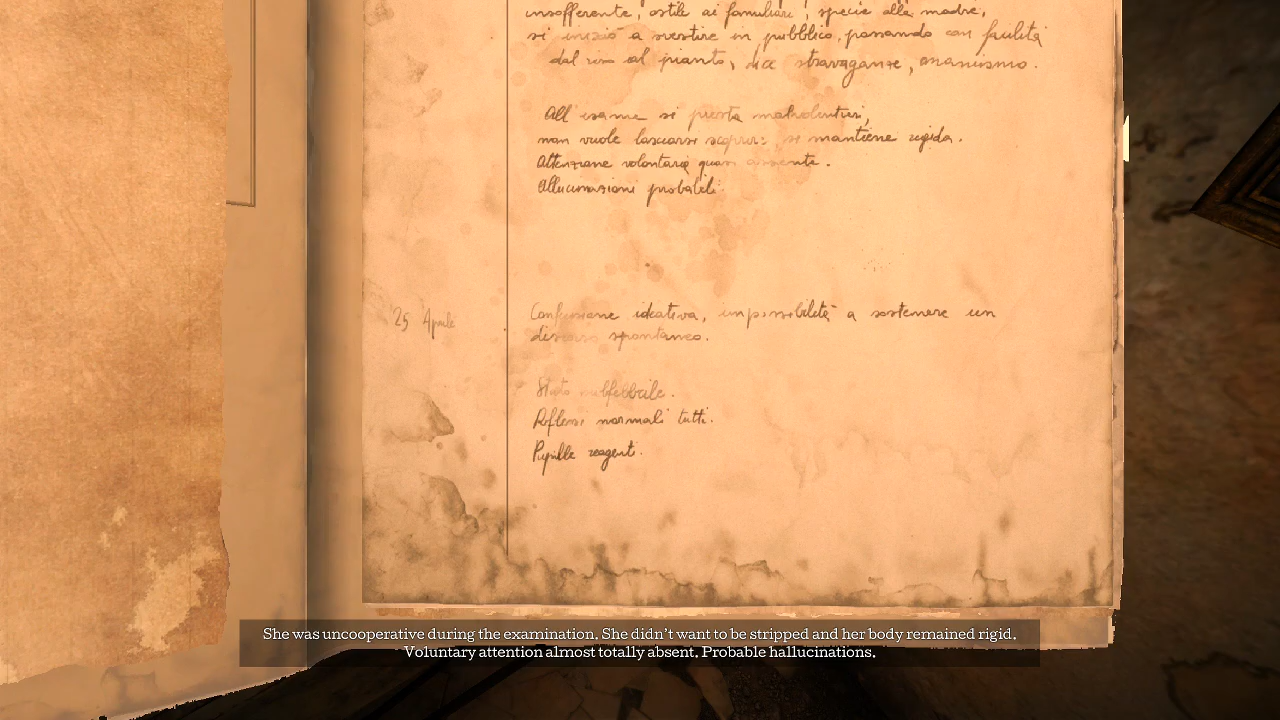 insofferente, ostile ai famuliari, specie alla madre,
si iniziò a svestire in pubblico, passando con facilità
dal riso al pianto, dice stravaganze, manierismo.
All'esame si presta malvolentieri,
non vuole lasciarsi scoprire: si mantiene rigida.
Attenzione volontaria quasi assente.
Allucinazioni probabili.
25 Aprile
Confusione ideativa, impossibilità a sostenere un
discorso spontaneo.
Stato subfebbrile.
Riflessi normali tutti.
Pupille reagenti.
She was uncooperative during the examination. She didn't want to be stripped and her body remained rigid.
Voluntary attention almost totally absent. Probable hallucinations.